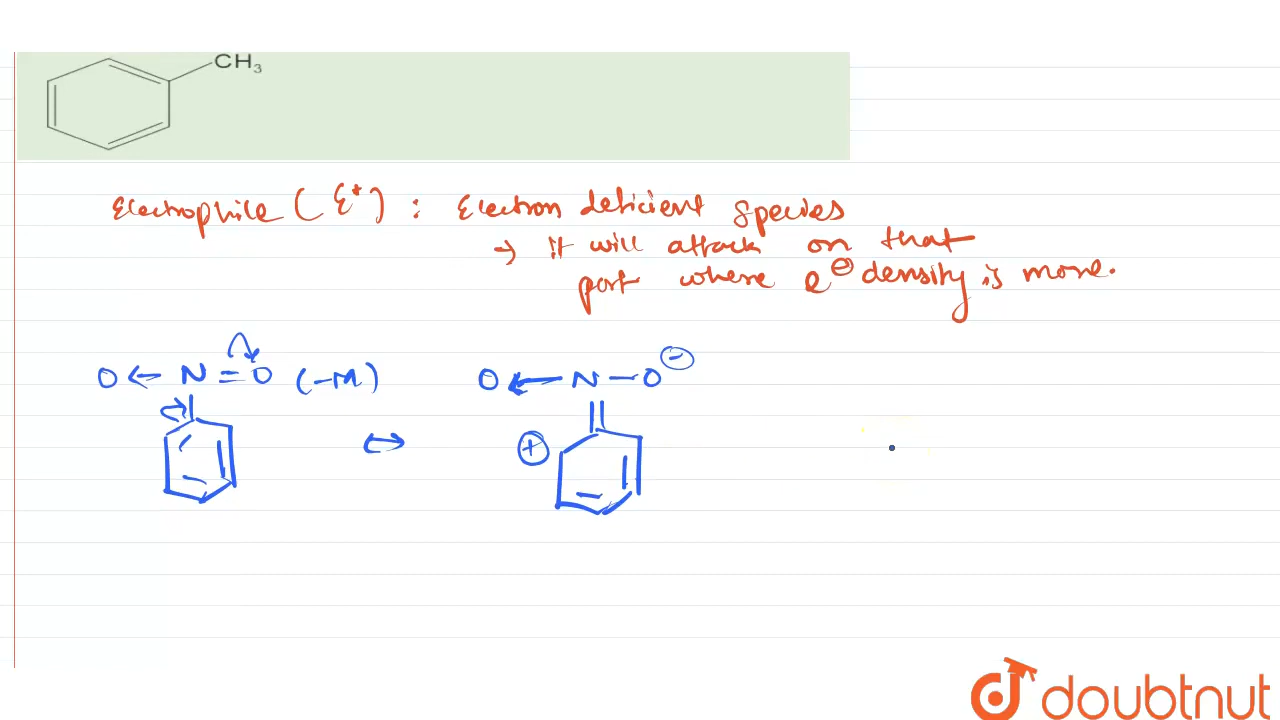 CH₃
Electrophile (E⁺) : Electron deficient species
→ it will attack on that
part where e⊖ density is more.
O ← N = O (-M)
↔
O ← N — O ⊖
⊕
doubtnut